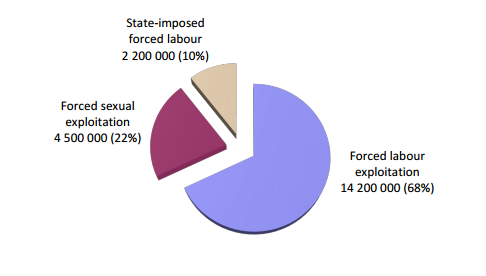 State-imposed
forced labour
2 200 000 (10%)
Forced sexual
exploitation
4 500 000 (22%)
Forced labour
exploitation
14 200 000 (68%)